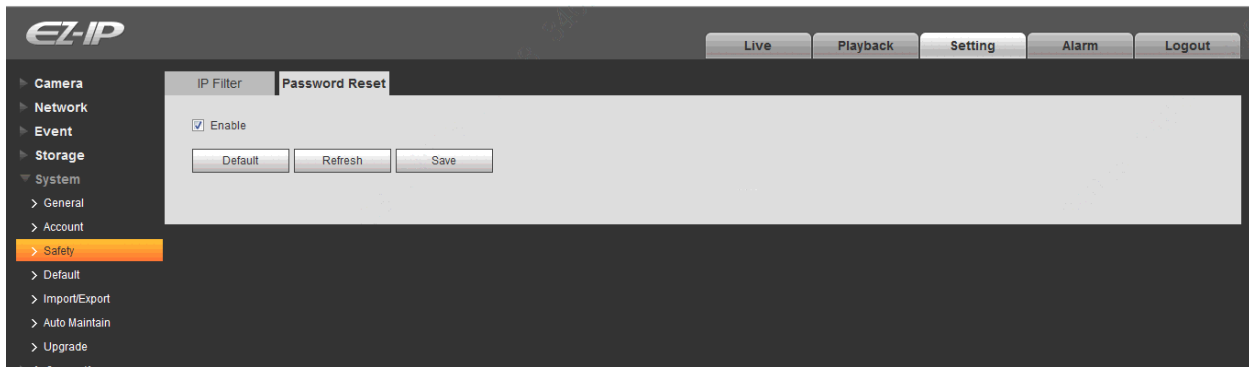 EZ-IP
Live Playback Setting Alarm Logout
Camera
Network
Event
Storage
System
General
Account
Safety
Default
Import/Export
Auto Maintain
Upgrade
IP Filter Password Reset
Enable
Default Refresh Save